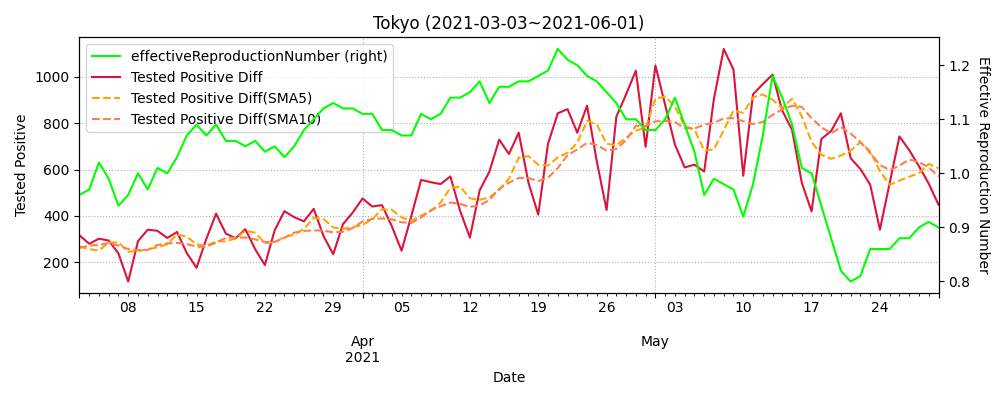 Tokyo (2021-03-03~2021-06-01)
effectiveReproductionNumber (right)
Tested Positive Diff
Tested Positive Diff(SMA5)
Tested Positive Diff(SMA10)
Tested Positive
1000
800
600
400
200
Effective Reproduction Number
1.2
1.1
1.0
0.9
0.8
08 15 22 29 05 12 19 26 03 10 17 24
Apr May
2021
Date